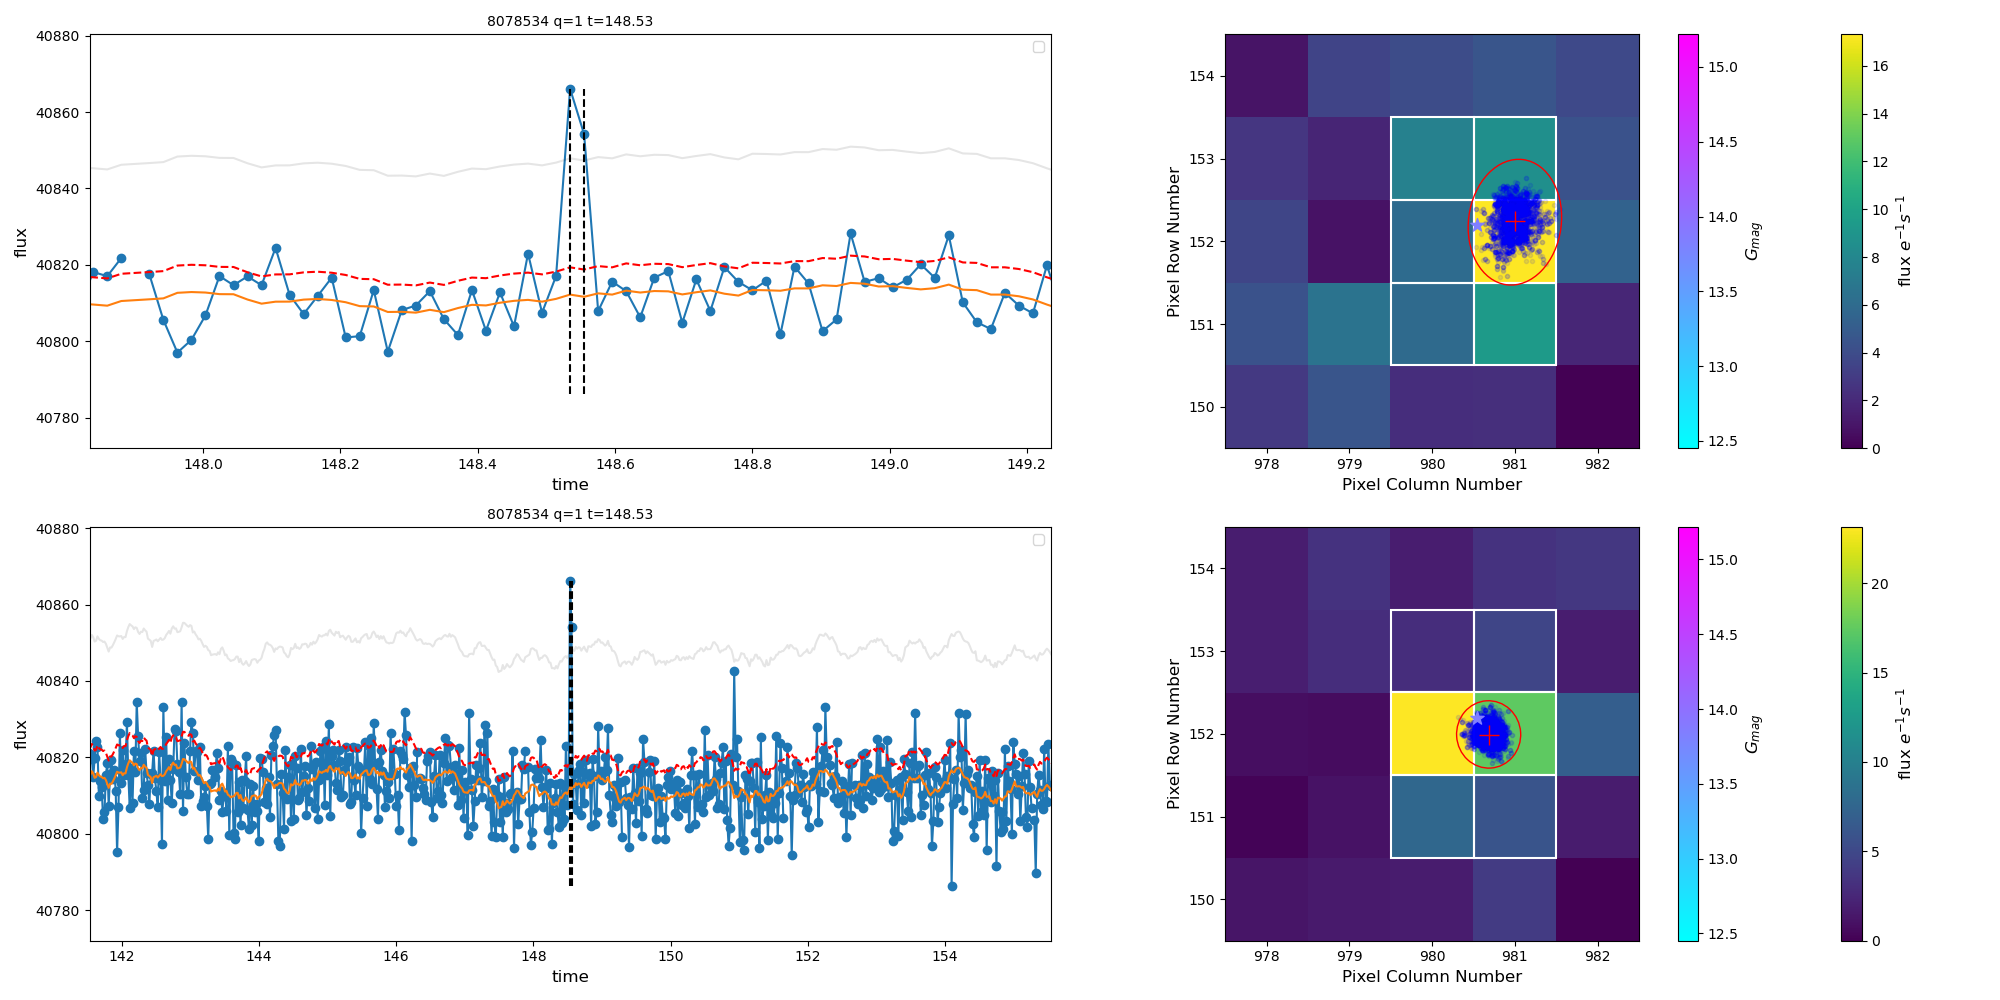 8078534 q=1 t=148.53
40880
40860
40840
40820
40800
40780
flux
148.0 148.2 148.4 148.6 148.8 149.0 149.2
time
154
153
152
151
150
Pixel Row Number
978 979 980 981 982
Pixel Column Number
15.0
14.5
14.0
13.5
13.0
12.5
G_mag
16
14
12
10
8
6
4
2
0
flux e⁻¹s⁻¹
8078534 q=1 t=148.53
40880
40860
40840
40820
40800
40780
flux
142 144 146 148 150 152 154
time
154
153
152
151
150
Pixel Row Number
978 979 980 981 982
Pixel Column Number
15.0
14.5
14.0
13.5
13.0
12.5
G_mag
20
15
10
5
0
flux e⁻¹s⁻¹